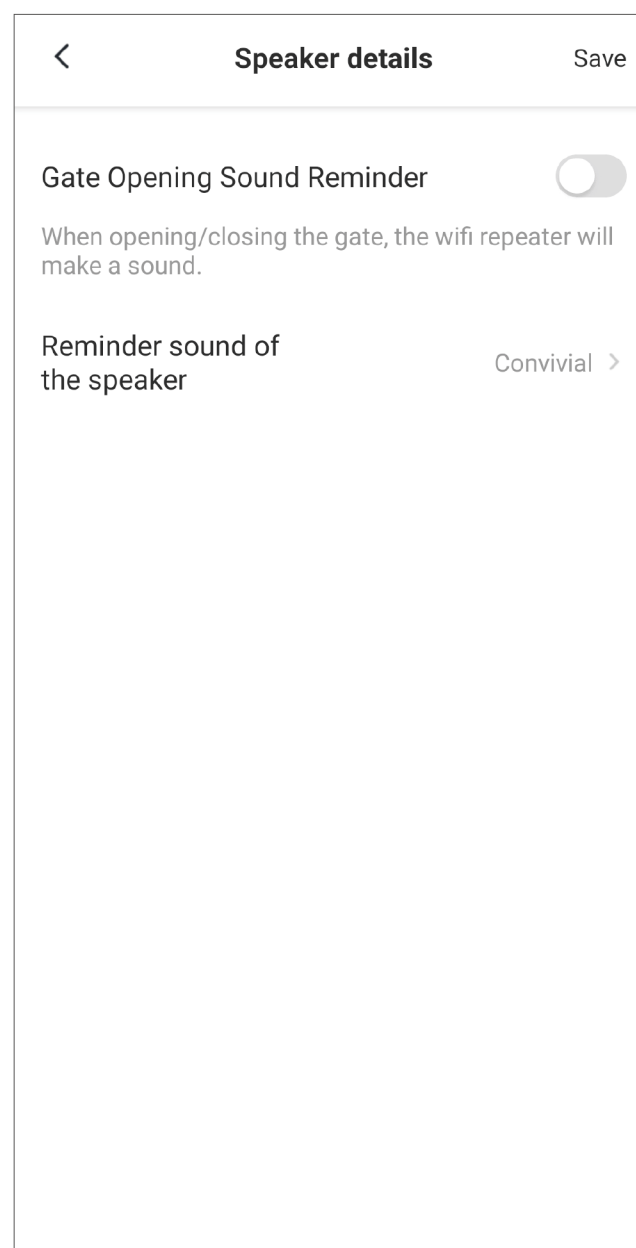 Speaker details
Save
Gate Opening Sound Reminder
When opening/closing the gate, the wifi repeater will
make a sound.
Reminder sound of
the speaker
Convivial